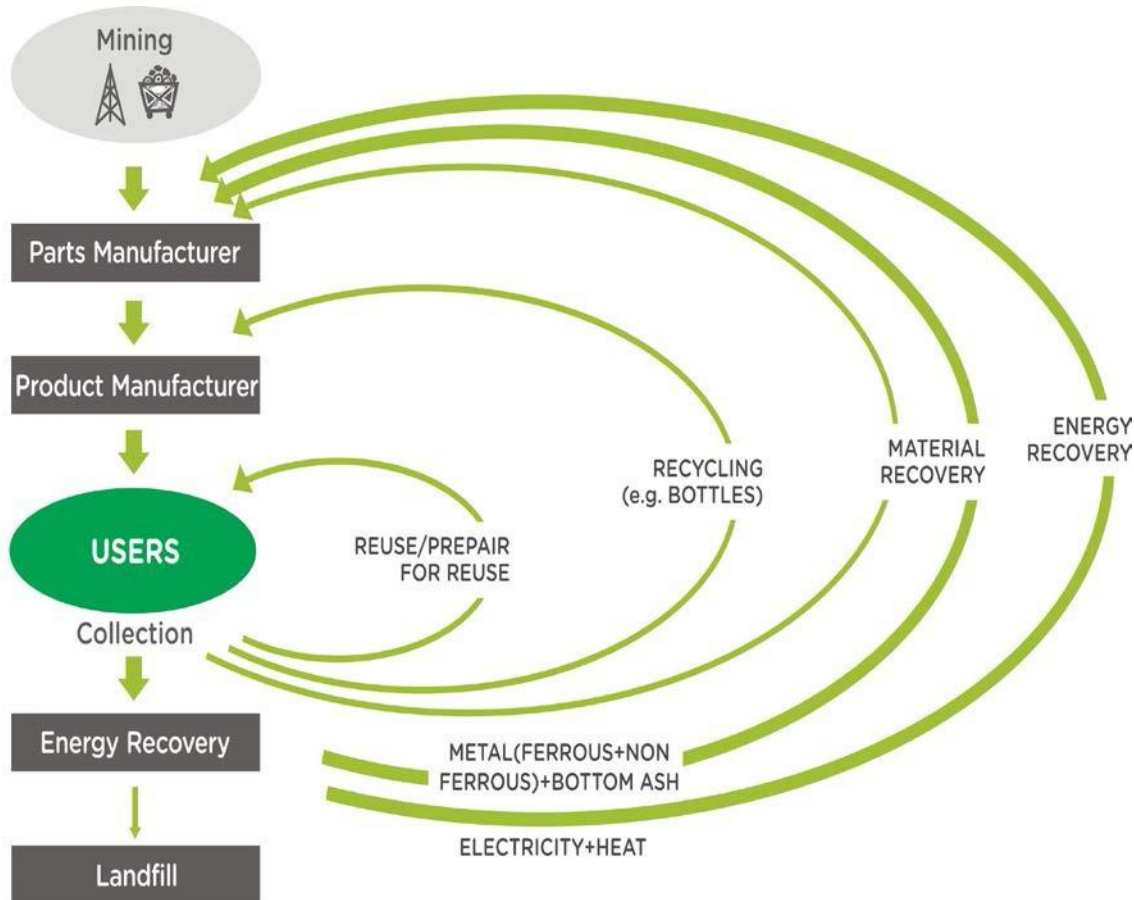 Mining
Parts Manufacturer
Product Manufacturer
USERS
Collection
Energy Recovery
Landfill
REUSE/PREPAIR
FOR REUSE
RECYCLING
(e.g. BOTTLES)
MATERIAL
RECOVERY
ENERGY
RECOVERY
METAL(FERROUS+NON
FERROUS)+BOTTOM ASH
ELECTRICITY+HEAT